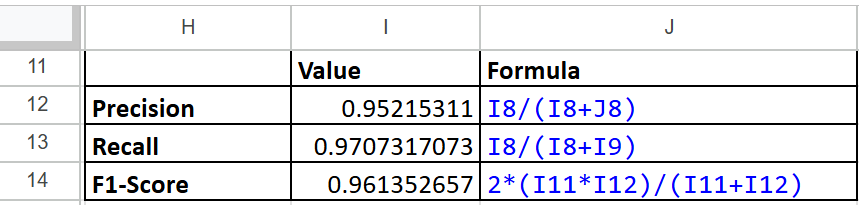 H I J
11 Value Formula
12 Precision 0.95215311 I8/(I8+J8)
13 Recall 0.9707317073 I8/(I8+I9)
14 F1-Score 0.961352657 2*(I11*I12)/(I11+I12)